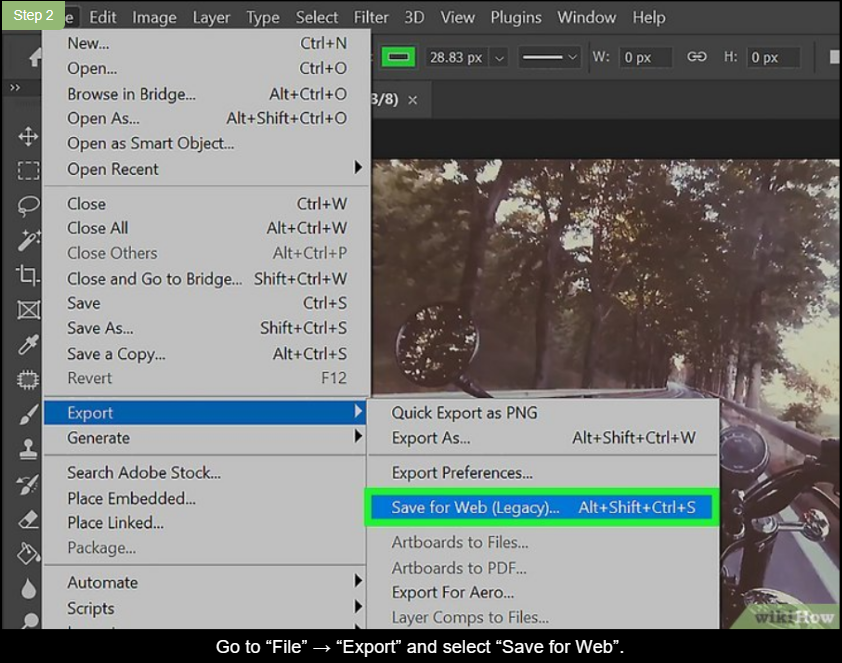 Step 2
Edit Image Layer Type Select Filter 3D View Plugins Window Help
28.83 px W: 0 px H: 0 px
3/8) ×
New... Ctrl+N
Open... Ctrl+O
Browse in Bridge... Alt+Ctrl+O
Open As... Alt+Shift+Ctrl+O
Open as Smart Object...
Open Recent
Close Ctrl+W
Close All Alt+Ctrl+W
Close Others Alt+Ctrl+P
Close and Go to Bridge... Shift+Ctrl+W
Save Ctrl+S
Save As... Shift+Ctrl+S
Save a Copy... Alt+Ctrl+S
Revert F12
Export
Generate
Search Adobe Stock...
Place Embedded...
Place Linked...
Package...
Automate
Scripts
Quick Export as PNG
Export As... Alt+Shift+Ctrl+W
Export Preferences...
Save for Web (Legacy)... Alt+Shift+Ctrl+S
Artboards to Files...
Artboards to PDF...
Export For Aero...
Layer Comps to Files...
wikiHow
Go to “File” → “Export” and select “Save for Web”.